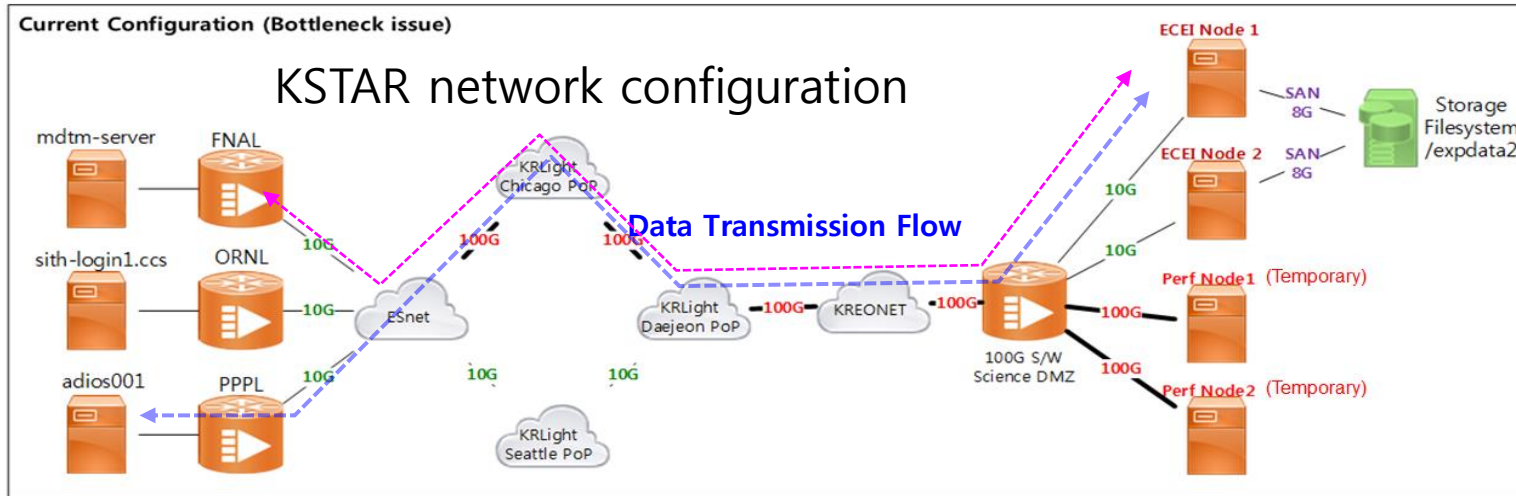 Current Configuration (Bottleneck issue)
KSTAR network configuration
mdtm-server
FNAL
10G
sith-login1.ccs
ORNL
10G
adios001
PPPL
10G
ESnet
100G
KRLight
Chicago PoP
100G
10G
KRLight
Seattle PoP
10G
Data Transmission Flow
KRLight
Daejeon PoP
100G
KREONET
100G
100G S/W
Science DMZ
10G
10G
100G
100G
ECEI Node 1
SAN
8G
ECEI Node 2
SAN
8G
Storage
Filesystem
/expdata2
Perf Node1 (Temporary)
Perf Node2 (Temporary)